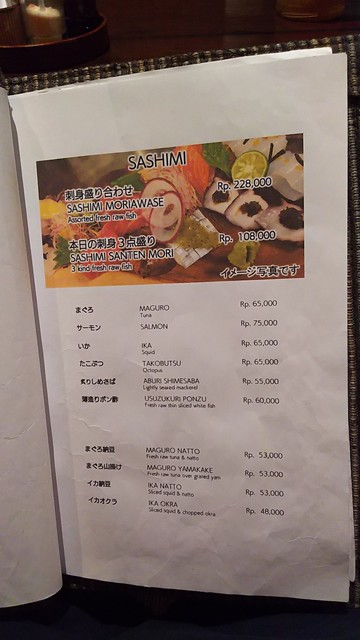 SASHIMI
刺身盛り合わせ
SASHIMI MORIAWASE Rp. 228,000
Assorted fresh raw fish
本日の刺身３点盛り
SASHIMI SANTEN MORI Rp. 108,000
3 kind fresh raw fish
イメージ写真です
まぐろ MAGURO Rp. 65,000
Tuna
サーモン SALMON Rp. 75,000
いか IKA Rp. 65,000
Squid
たこぶつ TAKOBUTSU Rp. 65,000
Octopus
炙りしめさば ABURI SHIMESABA Rp. 55,000
Lightly seared mackerel
薄造りポン酢 USUZUKURI PONZU Rp. 60,000
Fresh raw thin sliced white fish
まぐろ納豆 MAGURO NATTO Rp. 53,000
Fresh raw tuna & natto
まぐろ山掛け MAGURO YAMAKAKE Rp. 53,000
Fresh raw tuna over grated yam
イカ納豆 IKA NATTO Rp. 53,000
Sliced squid & natto
イカオクラ IKA OKRA Rp. 48,000
Sliced squid & chopped okra